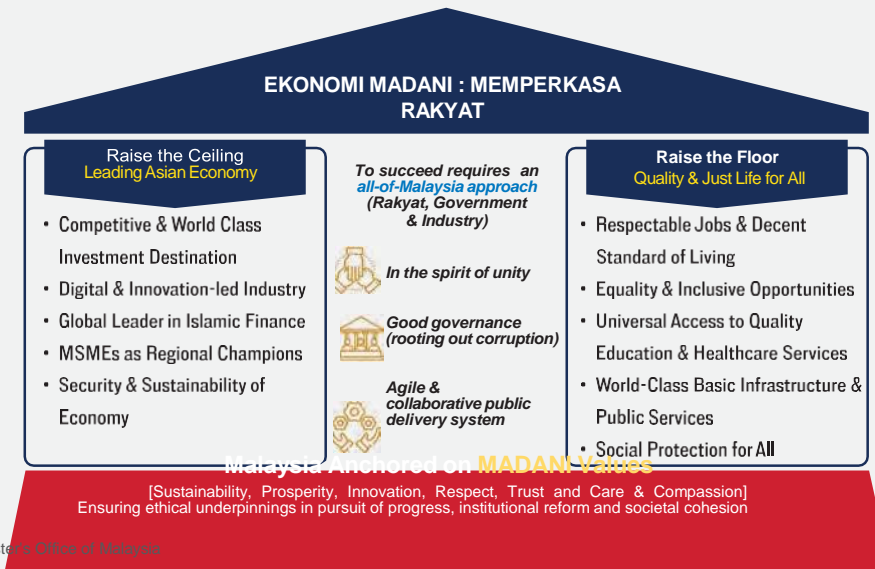 EKONOMI MADANI : MEMPERKASA
RAKYAT
Raise the Ceiling
Leading Asian Economy
• Competitive & World Class
Investment Destination
• Digital & Innovation-led Industry
• Global Leader in Islamic Finance
• MSMEs as Regional Champions
• Security & Sustainability of
Economy
To succeed requires an
all-of-Malaysia approach
(Rakyat, Government
& Industry)
In the spirit of unity
Good governance
(rooting out corruption)
Agile &
collaborative public
delivery system
Raise the Floor
Quality & Just Life for All
• Respectable Jobs & Decent
Standard of Living
• Equality & Inclusive Opportunities
• Universal Access to Quality
Education & Healthcare Services
• World-Class Basic Infrastructure &
Public Services
• Social Protection for All
Malaysia Anchored on MADANI Values
[Sustainability, Prosperity, Innovation, Respect, Trust and Care & Compassion]
Ensuring ethical underpinnings in pursuit of progress, institutional reform and societal cohesion
Office of Malaysia